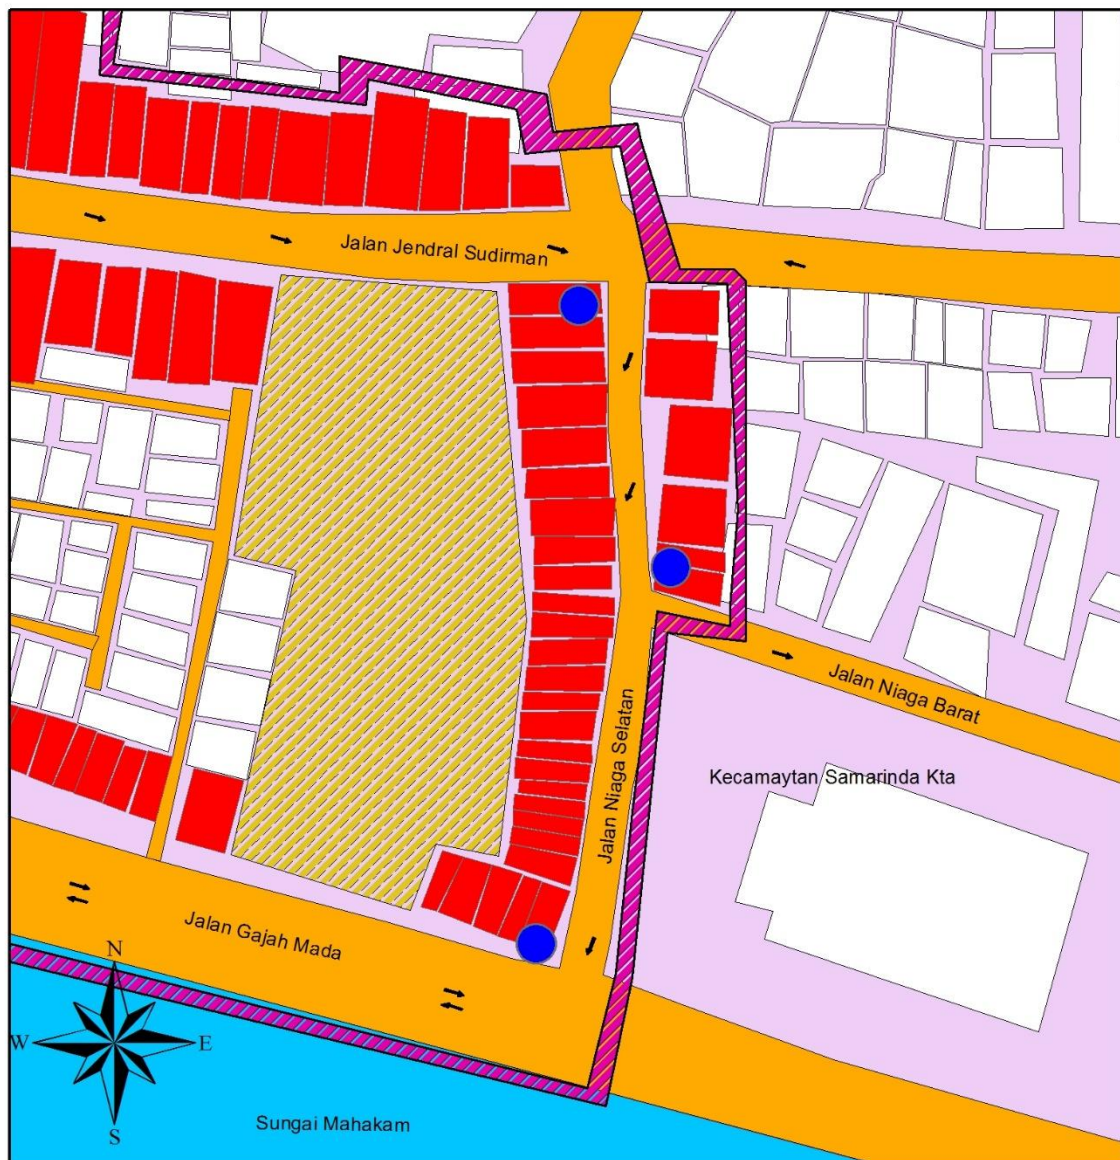 Jalan Jendral Sudirman
Jalan Niaga Barat
Jalan Niaga Selatan
Kecamaytan Samarinda Kta
Jalan Gajah Mada
N
W
E
S
Sungai Mahakam